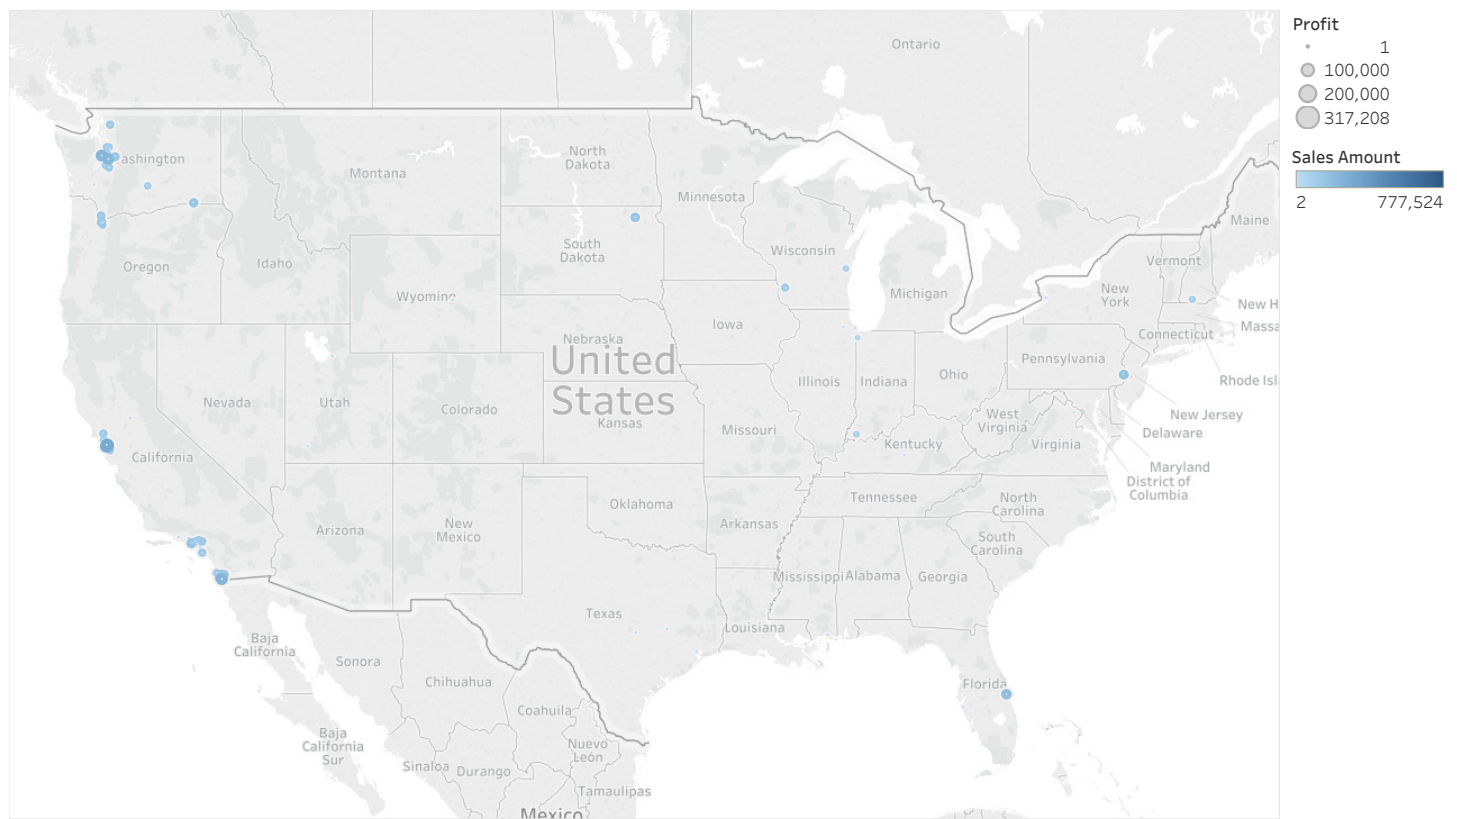 Ontario
ashington
Montana
North
Dakota
Minnesota
Maine
Oregon
Idaho
South
Dakota
Wisconsin
Vermont
Wyoming
Michigan
New
York
New H
Iowa
Nebraska
Connecticut
Massa
United
States
Pennsylvania
Nevada
Utah
Colorado
Illinois
Indiana
Ohio
Rhode Isl
Kansas
West
Virginia
New Jersey
Missouri
Kentucky
Virginia
Delaware
California
Maryland
District of
Columbia
Oklahoma
Tennessee
North
Carolina
Arizona
New
Mexico
Arkansas
South
Carolina
Mississippi
Alabama
Georgia
Texas
Louisiana
Baja
California
Sonora
Chihuahua
Florida
Coahuila
Baja
California
Sur
Nuevo
León
Sinaloa
Durango
Tamaulipas
Mexico
Profit
1
100,000
200,000
317,208
Sales Amount
2 777,524